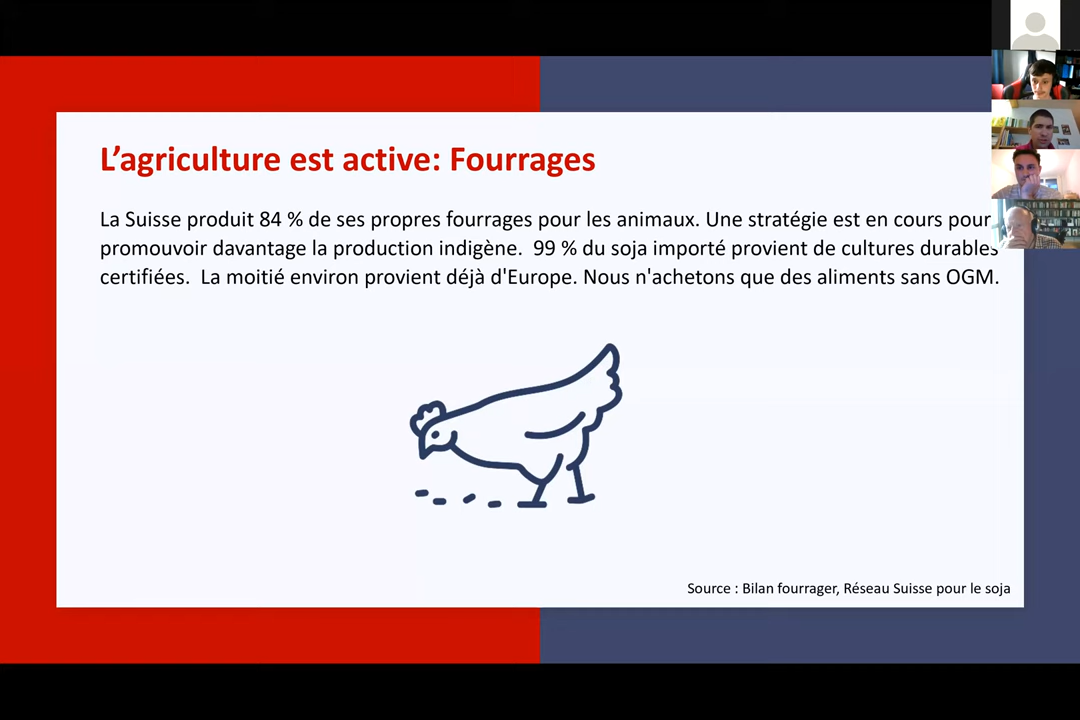 L’agriculture est active: Fourrages
La Suisse produit 84 % de ses propres fourrages pour les animaux. Une stratégie est en cours pour
promouvoir davantage la production indigène.  99 % du soja importé provient de cultures durables
certifiées.  La moitié environ provient déjà d'Europe. Nous n'achetons que des aliments sans OGM.
Source : Bilan fourrager, Réseau Suisse pour le soja